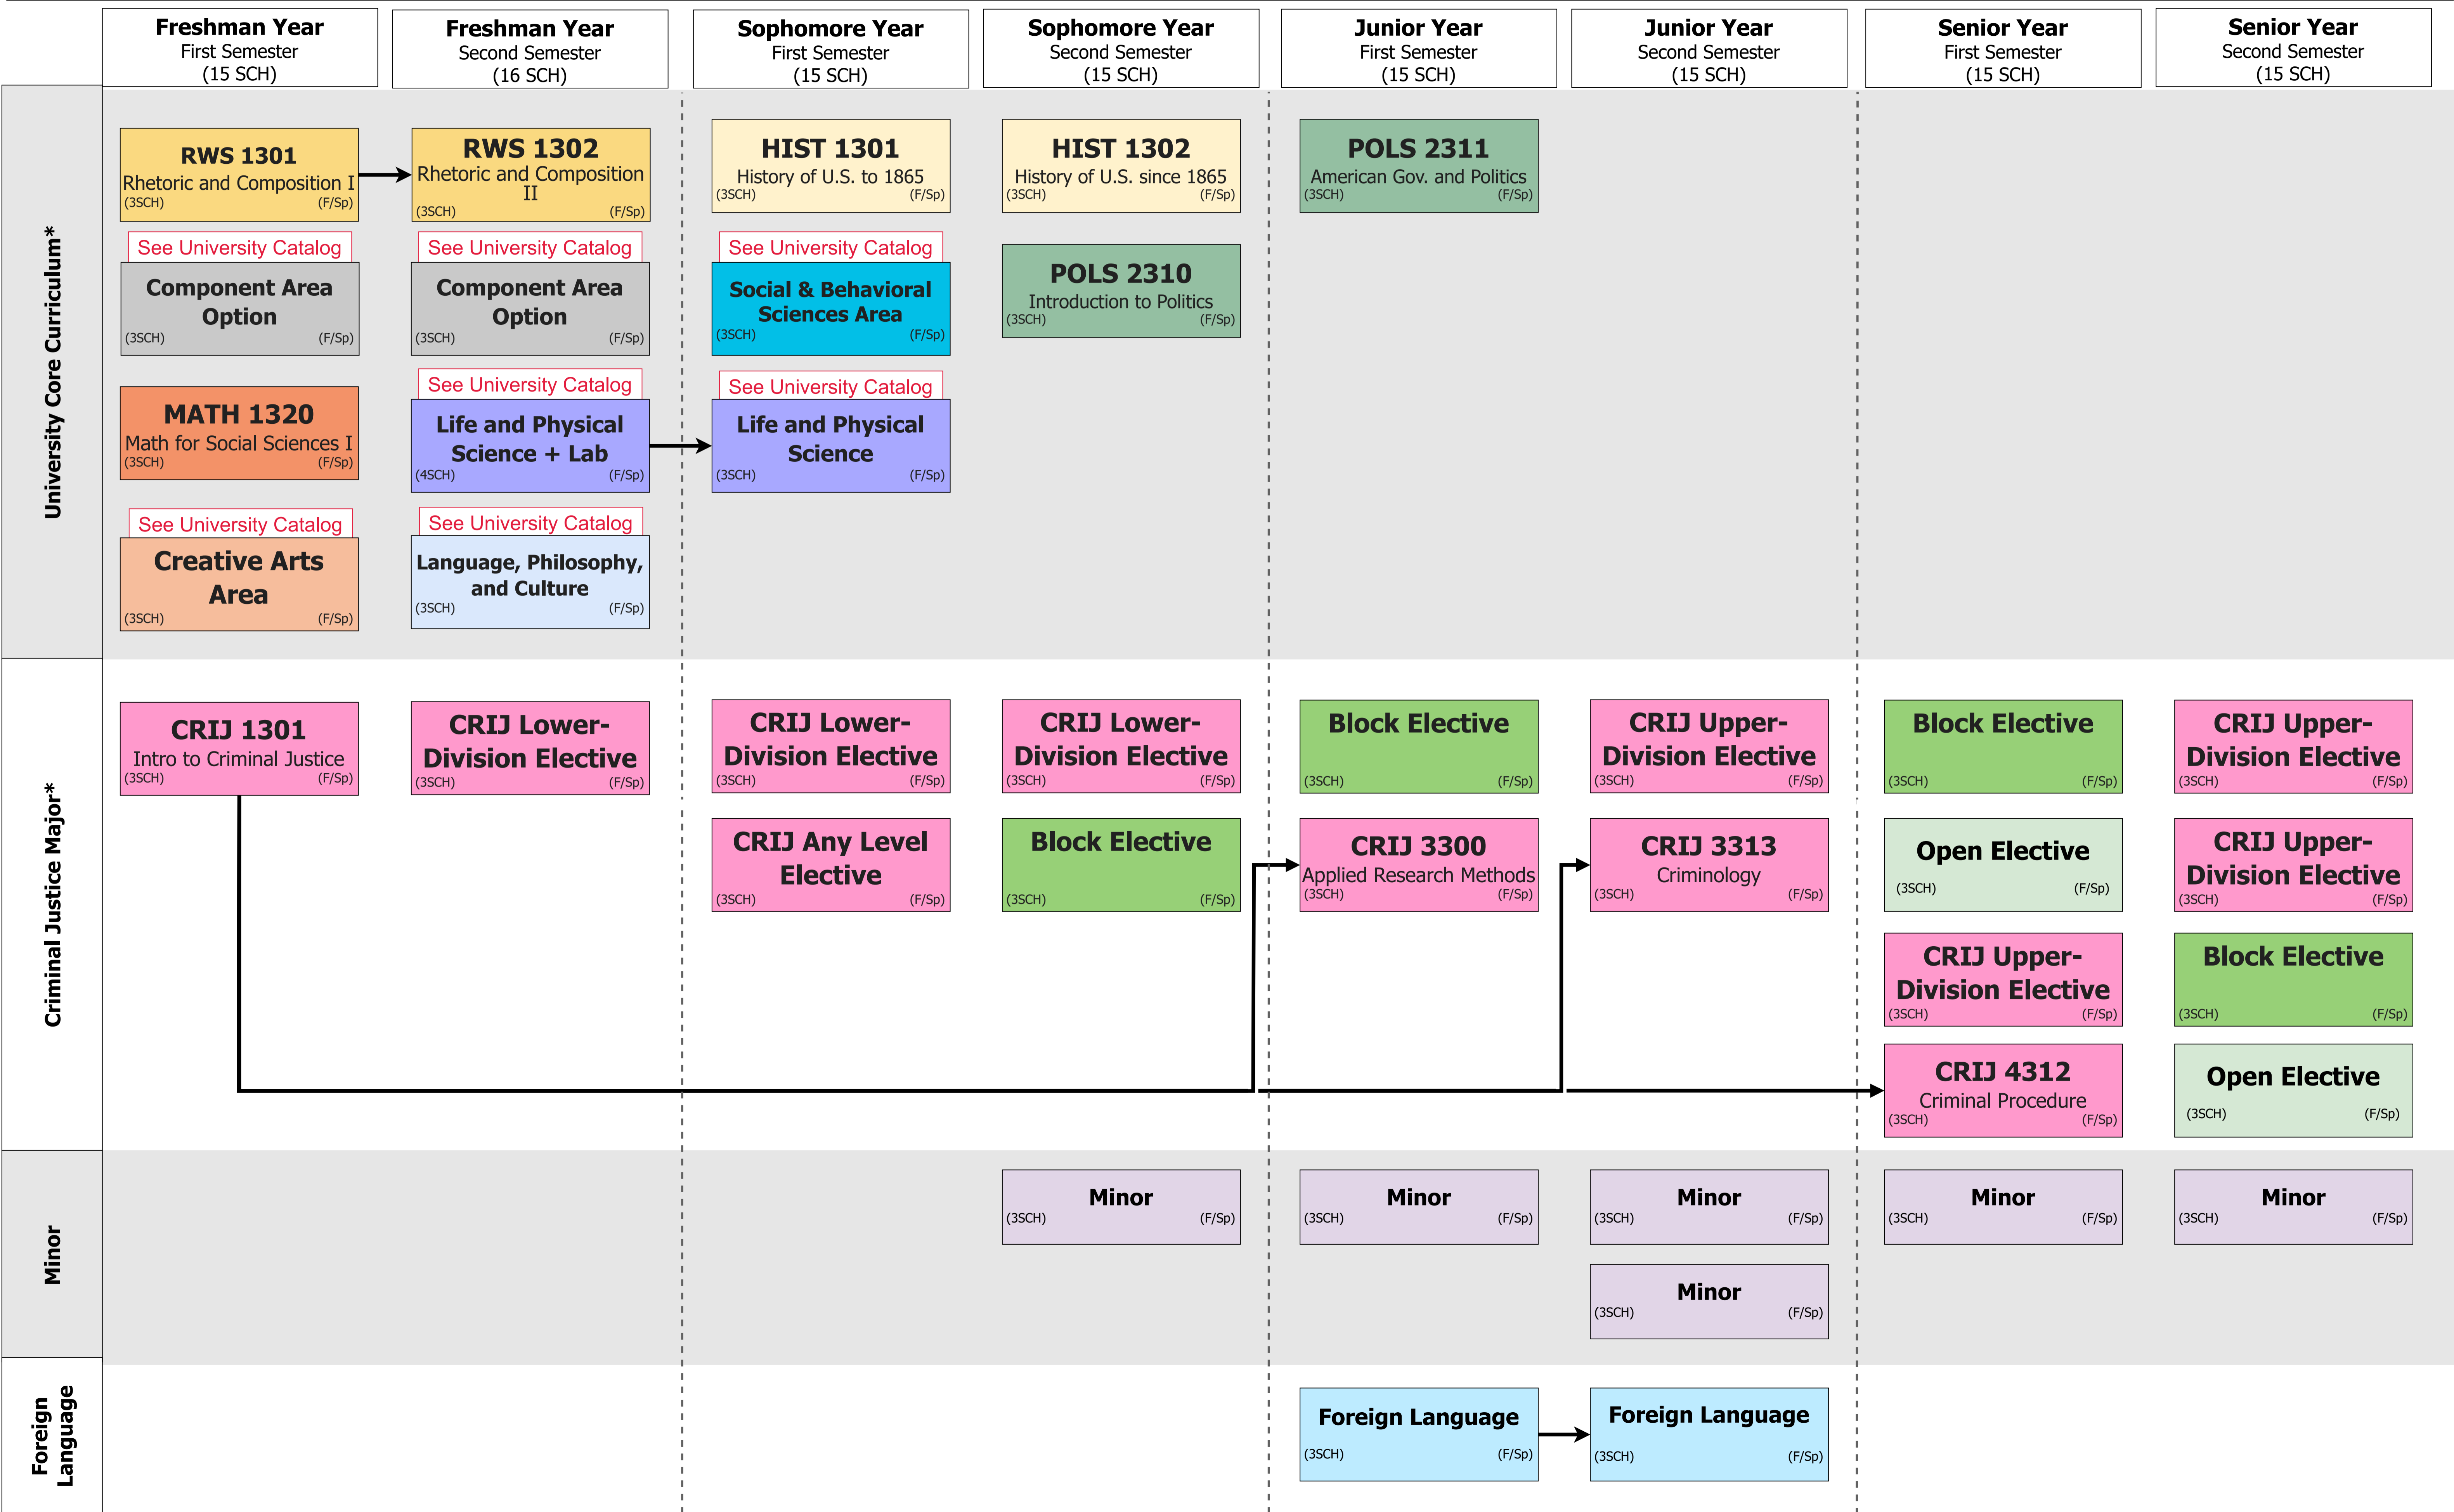 Freshman Year
First Semester
(15 SCH)
Freshman Year
Second Semester
(16 SCH)
Sophomore Year
First Semester
(15 SCH)
Sophomore Year
Second Semester
(15 SCH)
Junior Year
First Semester
(15 SCH)
Junior Year
Second Semester
(15 SCH)
Senior Year
First Semester
(15 SCH)
Senior Year
Second Semester
(15 SCH)
University Core Curriculum*
RWS 1301
Rhetoric and Composition I
(3SCH) (F/Sp)
RWS 1302
Rhetoric and Composition
II
(3SCH) (F/Sp)
HIST 1301
History of U.S. to 1865
(3SCH) (F/Sp)
HIST 1302
History of U.S. since 1865
(3SCH) (F/Sp)
POLS 2311
American Gov. and Politics
(3SCH) (F/Sp)
See University Catalog
Component Area
Option
(3SCH) (F/Sp)
See University Catalog
Component Area
Option
(3SCH) (F/Sp)
See University Catalog
Social & Behavioral
Sciences Area
(3SCH) (F/Sp)
POLS 2310
Introduction to Politics
(3SCH) (F/Sp)
MATH 1320
Math for Social Sciences I
(3SCH) (F/Sp)
See University Catalog
Life and Physical
Science + Lab
(4SCH) (F/Sp)
See University Catalog
Life and Physical
Science
(3SCH) (F/Sp)
See University Catalog
Creative Arts
Area
(3SCH) (F/Sp)
See University Catalog
Language, Philosophy,
and Culture
(3SCH) (F/Sp)
Criminal Justice Major*
CRIJ 1301
Intro to Criminal Justice
(3SCH) (F/Sp)
CRIJ Lower-
Division Elective
(3SCH) (F/Sp)
CRIJ Lower-
Division Elective
(3SCH) (F/Sp)
CRIJ Lower-
Division Elective
(3SCH) (F/Sp)
Block Elective
(3SCH) (F/Sp)
CRIJ Upper-
Division Elective
(3SCH) (F/Sp)
Block Elective
(3SCH) (F/Sp)
CRIJ Upper-
Division Elective
(3SCH) (F/Sp)
CRIJ Any Level
Elective
(3SCH) (F/Sp)
Block Elective
(3SCH) (F/Sp)
CRIJ 3300
Applied Research Methods
(3SCH) (F/Sp)
CRIJ 3313
Criminology
(3SCH) (F/Sp)
Open Elective
(3SCH) (F/Sp)
CRIJ Upper-
Division Elective
(3SCH) (F/Sp)
CRIJ Upper-
Division Elective
(3SCH) (F/Sp)
Block Elective
(3SCH) (F/Sp)
CRIJ 4312
Criminal Procedure
(3SCH) (F/Sp)
Open Elective
(3SCH) (F/Sp)
Minor
Minor
(3SCH) (F/Sp)
Minor
(3SCH) (F/Sp)
Minor
(3SCH) (F/Sp)
Minor
(3SCH) (F/Sp)
Minor
(3SCH) (F/Sp)
Minor
(3SCH) (F/Sp)
Foreign
Language
Foreign Language
(3SCH) (F/Sp)
Foreign Language
(3SCH) (F/Sp)